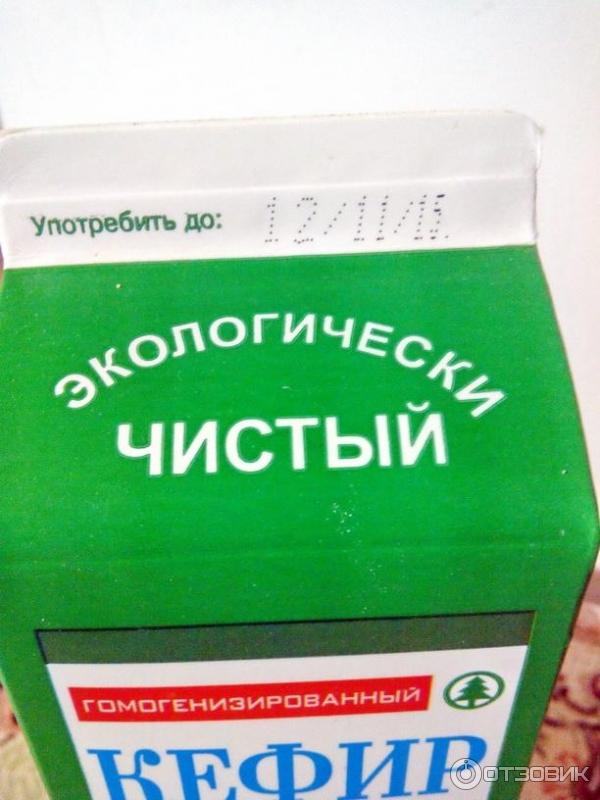 Употребить до: 12/11/15
ЭКОЛОГИЧЕСКИ
ЧИСТЫЙ
ГОМОГЕНИЗИРОВАННЫЙ
КЕФИР
ОТЗОВИК